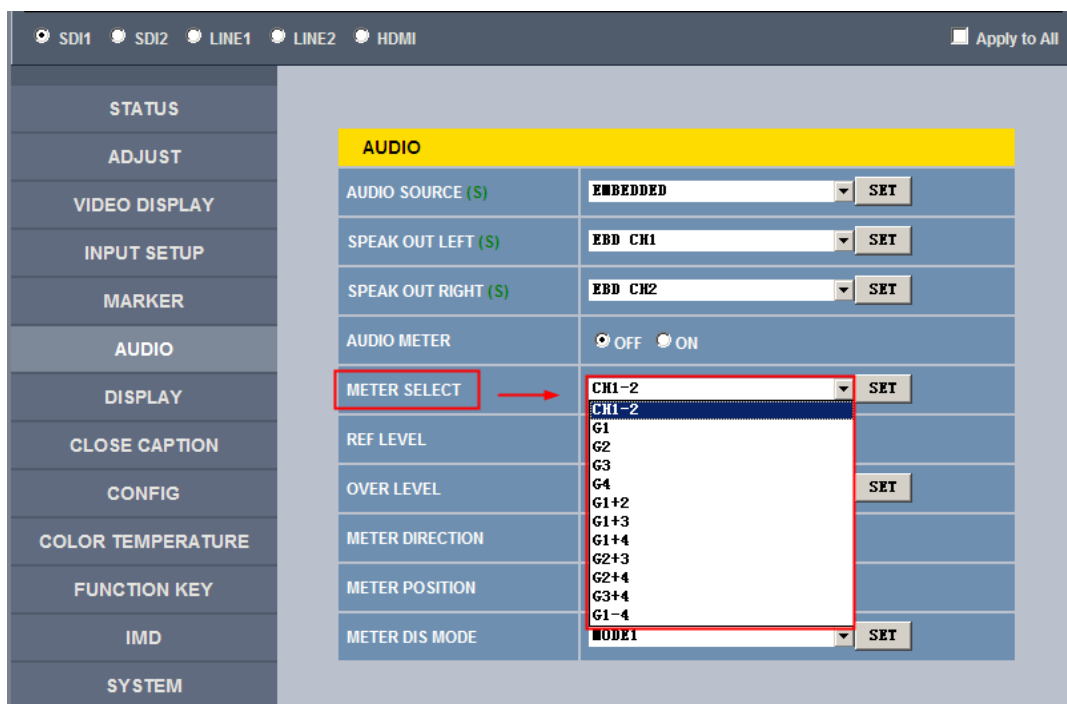 SDI1 SDI2 LINE1 LINE2 HDMI Apply to All
STATUS
ADJUST
VIDEO DISPLAY
INPUT SETUP
MARKER
AUDIO
DISPLAY
CLOSE CAPTION
CONFIG
COLOR TEMPERATURE
FUNCTION KEY
IMD
SYSTEM
AUDIO
AUDIO SOURCE (S) EMBEDDED SET
SPEAK OUT LEFT (S) EBD CH1 SET
SPEAK OUT RIGHT (S) EBD CH2 SET
AUDIO METER OFF ON
METER SELECT CH1-2 SET
CH1-2
G1
G2
G3
G4
G1+2
G1+3
G1+4
G2+3
G2+4
G3+4
G1-4
REF LEVEL
OVER LEVEL SET
METER DIRECTION
METER POSITION
METER DIS MODE MODE1 SET